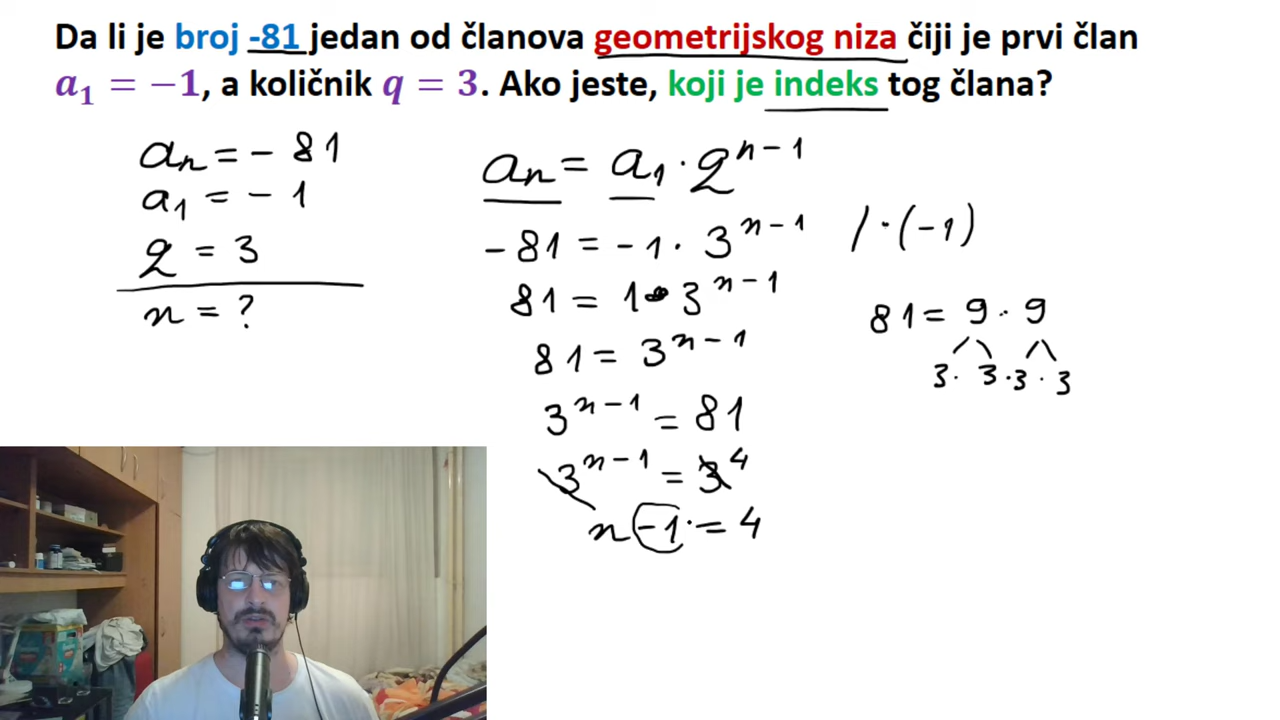 Da li je broj -81 jedan od članova geometrijskog niza čiji je prvi član
a₁ = −1, a količnik q = 3. Ako jeste, koji je indeks tog člana?
aₙ = - 81
a₁ = - 1
q = 3
n = ?
aₙ = a₁ · qⁿ⁻¹
-81 = -1 · 3ⁿ⁻¹ / · (-1)
81 = 1 · 3ⁿ⁻¹
81 = 3ⁿ⁻¹
3ⁿ⁻¹ = 81
3ⁿ⁻¹ = 3⁴
n - 1 = 4
81 = 9 · 9
3 · 3 · 3 · 3